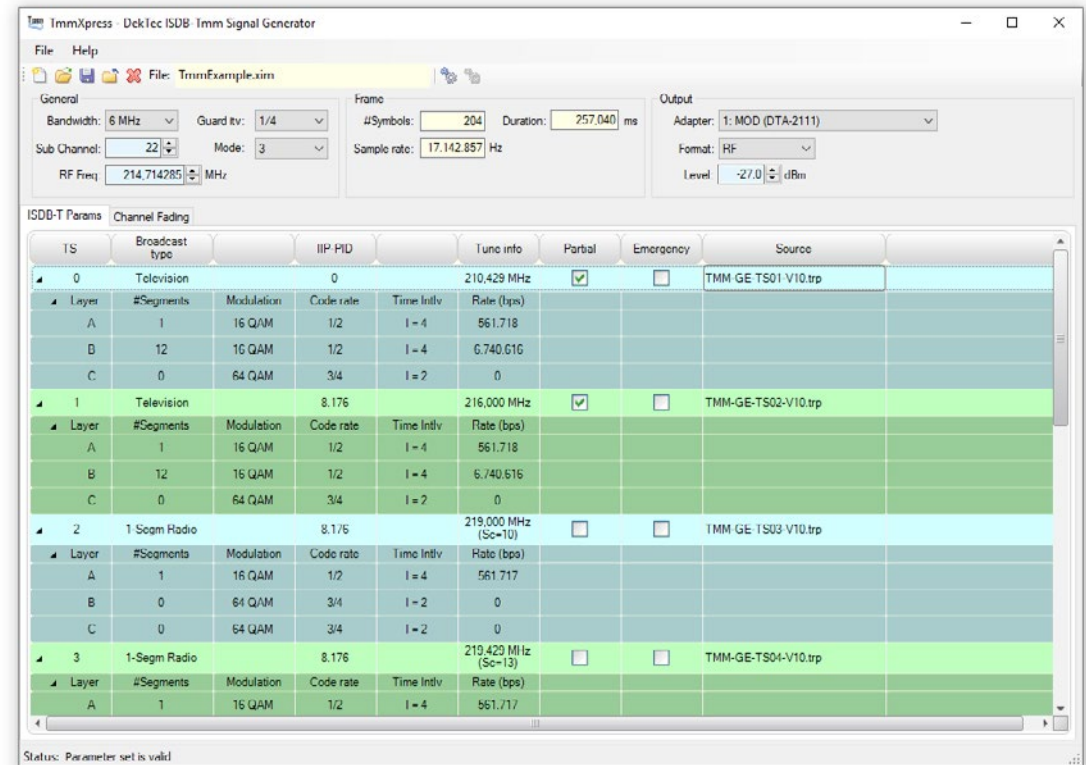 TmmXpress - DekTec ISDB-Tmm Signal Generator
File Help
File: TmmExample.xim
General Frame Output
Bandwidth: 6 MHz Guard itv: 1/4 #Symbols: 204 Duration: 257,040 ms Adapter: 1: MOD (DTA-2111)
Sub Channel: 22 Mode: 3 Sample rate: 17.142.857 Hz Format: RF
RF Freq: 214,714285 MHz Level -27.0 dBm
ISDB-T Params Channel Fading
TS Broadcast type IIP-PID Tune info Partial Emergency Source
0 Television 0 210,429 MHz TMM-GE-TS01-V10.trp
Layer #Segments Modulation Code rate Time Intlv Rate (bps)
A 1 16 QAM 1/2 I = 4 561.718
B 12 16 QAM 1/2 I = 4 6.740.616
C 0 64 QAM 3/4 I = 2 0
1 Television 8.176 216,000 MHz TMM-GE-TS02-V10.trp
Layer #Segments Modulation Code rate Time Intlv Rate (bps)
A 1 16 QAM 1/2 I = 4 561.718
B 12 16 QAM 1/2 I = 4 6.740.616
C 0 64 QAM 3/4 I = 2 0
2 1-Segm Radio 8.176 219,000 MHz (Sc=10) TMM-GE-TS03-V10.trp
Layer #Segments Modulation Code rate Time Intlv Rate (bps)
A 1 16 QAM 1/2 I = 4 561.717
B 0 64 QAM 3/4 I = 2 0
C 0 64 QAM 3/4 I = 2 0
3 1-Segm Radio 8.176 219,429 MHz (Sc=13) TMM-GE-TS04-V10.trp
Layer #Segments Modulation Code rate Time Intlv Rate (bps)
A 1 16 QAM 1/2 I = 4 561.717
Status: Parameter set is valid